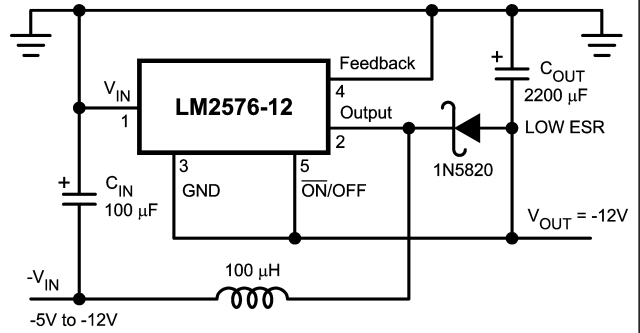 Feedback
4
+
C_OUT
2200 µF
V_IN
1
LM2576-12
Output
2
LOW ESR
1N5820
3
GND
5
O̅N̅/OFF
+
C_IN
100 µF
V_OUT = -12V
100 µH
-V_IN
-5V to -12V